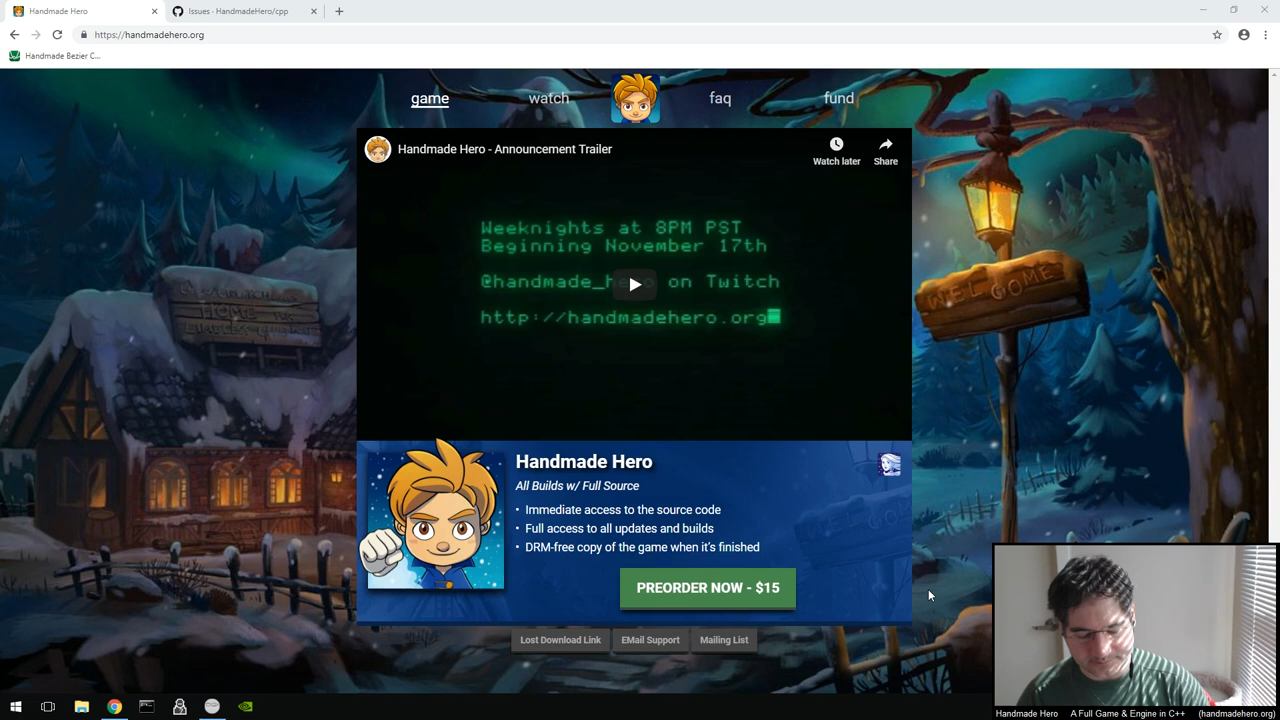 Handmade Hero
Issues · HandmadeHero/cpp
https://handmadehero.org
Handmade Bezier C...
game
watch
faq
fund
Handmade Hero - Announcement Trailer
Watch later
Share
Weeknights at 8PM PST
Beginning November 17th
@handmade_hero on Twitch
http://handmadehero.org
WELCOME
Handmade Hero
All Builds w/ Full Source
• Immediate access to the source code
• Full access to all updates and builds
• DRM-free copy of the game when it's finished
PREORDER NOW - $15
Lost Download Link
EMail Support
Mailing List
Handmade Hero
A Full Game & Engine in C++
(handmadehero.org)